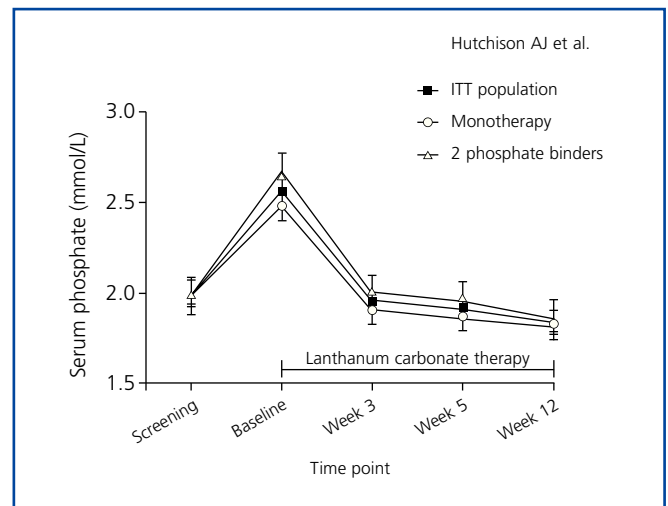 Hutchison AJ et al.
ITT population
Monotherapy
2 phosphate binders
Serum phosphate (mmol/L)
3.0
2.5
2.0
1.5
Lanthanum carbonate therapy
Screening
Baseline
Week 3
Week 5
Week 12
Time point